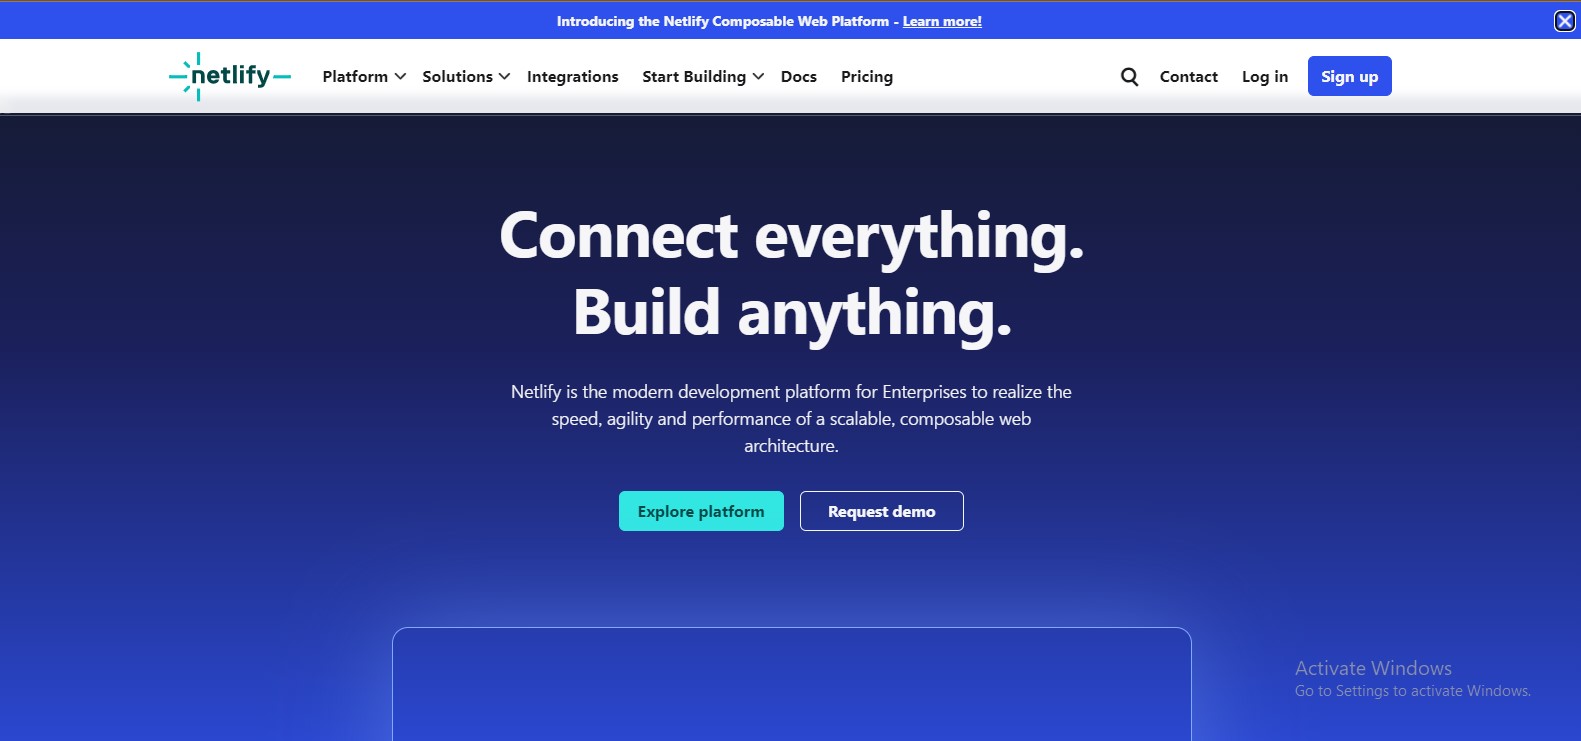 Introducing the Netlify Composable Web Platform - Learn more!
netlify
Platform
Solutions
Integrations
Start Building
Docs
Pricing
Contact
Log in
Sign up
Connect everything.
Build anything.
Netlify is the modern development platform for Enterprises to realize the
speed, agility and performance of a scalable, composable web
architecture.
Explore platform
Request demo
Activate Windows
Go to Settings to activate Windows.